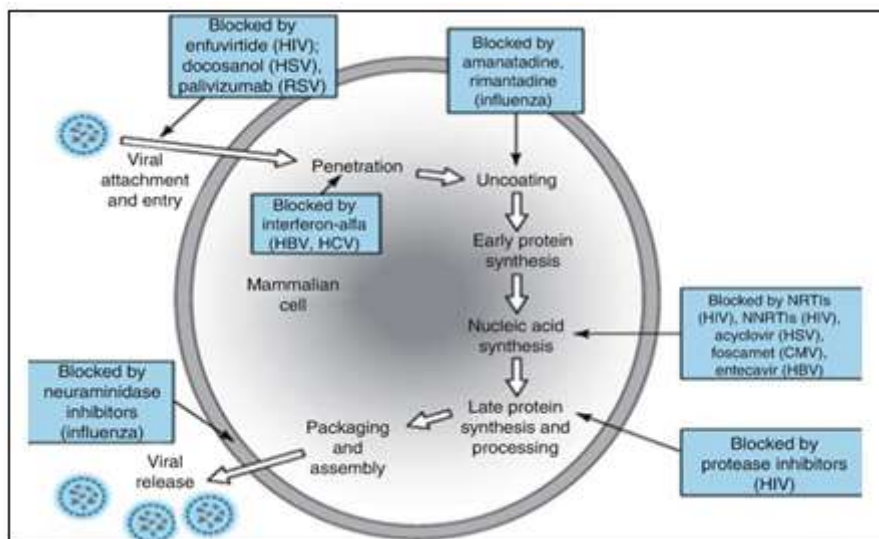 Blocked by
enfuvirtide (HIV);
docosanol (HSV),
palivizumab (RSV)
Blocked by
amanatadine,
rimantadine
(influenza)
Viral
attachment
and entry
Penetration
Uncoating
Blocked by
interferon-alfa
(HBV, HCV)
Early protein
synthesis
Mammalian
cell
Nucleic acid
synthesis
Blocked by NRTIs
(HIV), NNRTIs (HIV),
acyclovir (HSV),
foscarnet (CMV),
entecavir (HBV)
Blocked by
neuraminidase
inhibitors
(influenza)
Late protein
synthesis and
processing
Packaging
and
assembly
Blocked by
protease inhibitors
(HIV)
Viral
release